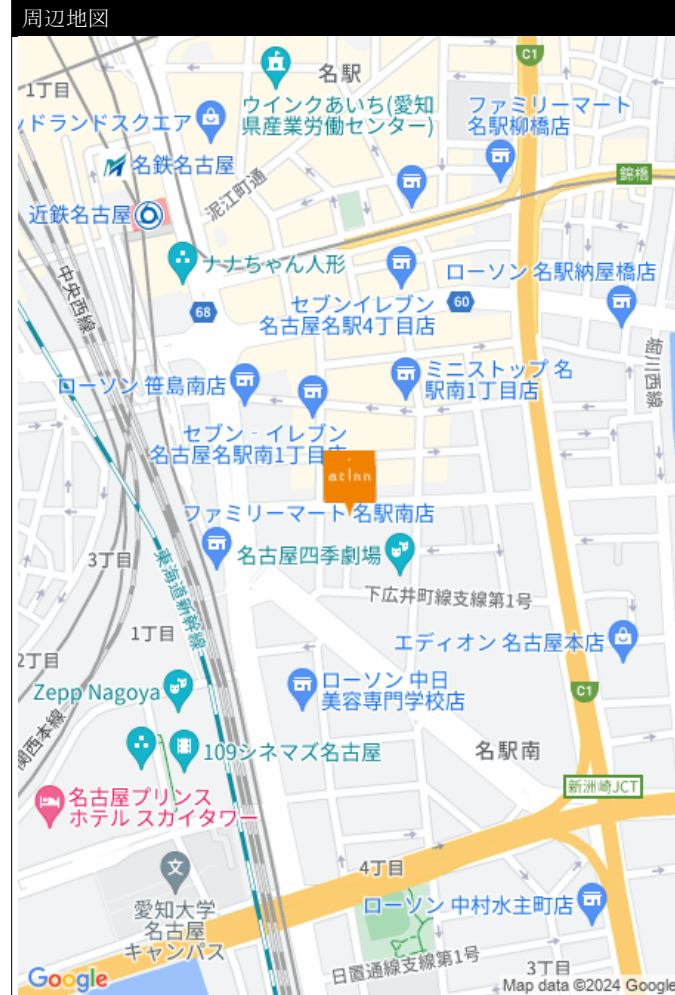 周辺地図
1丁目
名駅
C1
ウインクあいち(愛知
県産業労働センター)
ファミリーマート
名駅柳橋店
ッドランドスクエア
名鉄名古屋
錦橋
泥江町通
近鉄名古屋
ナナちゃん人形
ローソン 名駅納屋橋店
中央西線
セブンイレブン
名古屋名駅4丁目店
60
68
堀川西線
ローソン 笹島南店
ミニストップ 名
駅南1丁目店
セブン‐イレブン
名古屋名駅南1丁目店
atinn
ファミリーマート 名駅南店
名古屋四季劇場
3丁目
東海道新幹線
下広井町線支線第1号
1丁目
エディオン 名古屋本店
2丁目
Zepp Nagoya
ローソン 中日
美容専門学校店
C1
関西本線
109シネマズ名古屋
名駅南
新洲崎JCT
名古屋プリンス
ホテル スカイタワー
4丁目
愛知大学
名古屋
キャンパス
ローソン 中村水主町店
日置通線支線第1号
3丁目
Google
Map data ©2024 Google